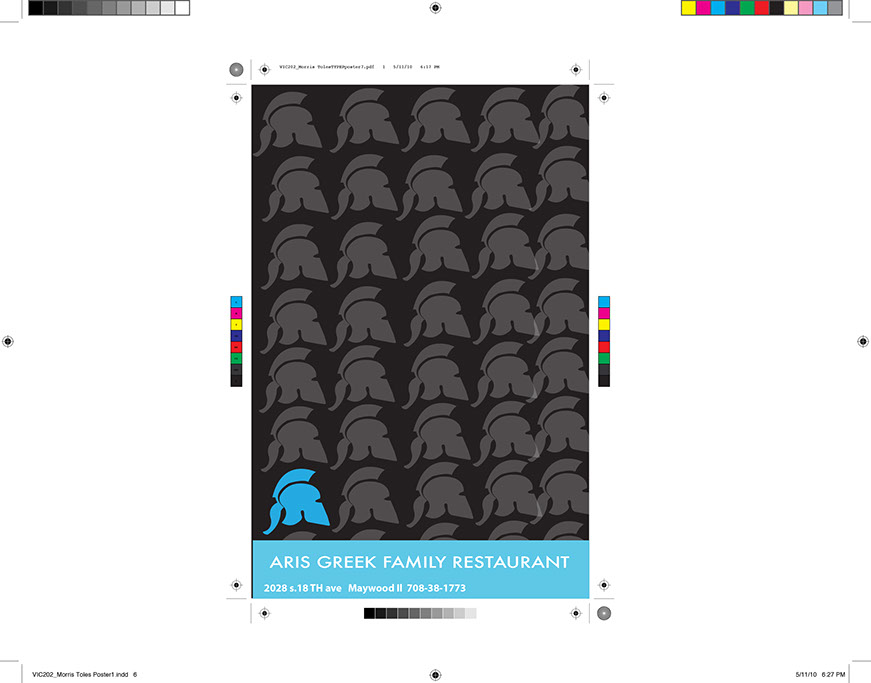 VIC202_Morris TolesTYPEPposter7.pdf   1   5/11/10   6:17 PM
ARIS GREEK FAMILY RESTAURANT
2028 s.18 TH ave   Maywood Il  708-38-1773
VIC202_Morris Toles Poster1.indd   6
5/11/10   6:27 PM